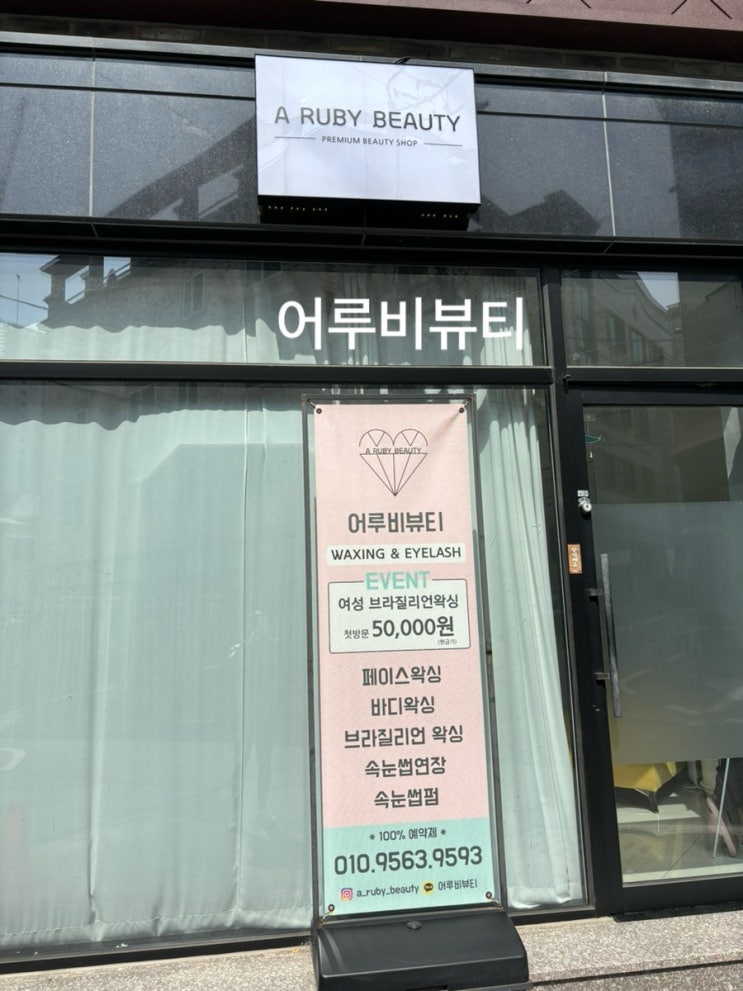 A RUBY BEAUTY
PREMIUM BEAUTY SHOP
어루비뷰티
A RUBY BEAUTY
어루비뷰티
WAXING & EYELASH
EVENT
여성 브라질리언왁싱
첫방문 50,000원
(현금가)
페이스왁싱
바디왁싱
브라질리언 왁싱
속눈썹연장
속눈썹펌
* 100% 예약제 *
010.9563.9593
a_ruby_beauty 어루비뷰티